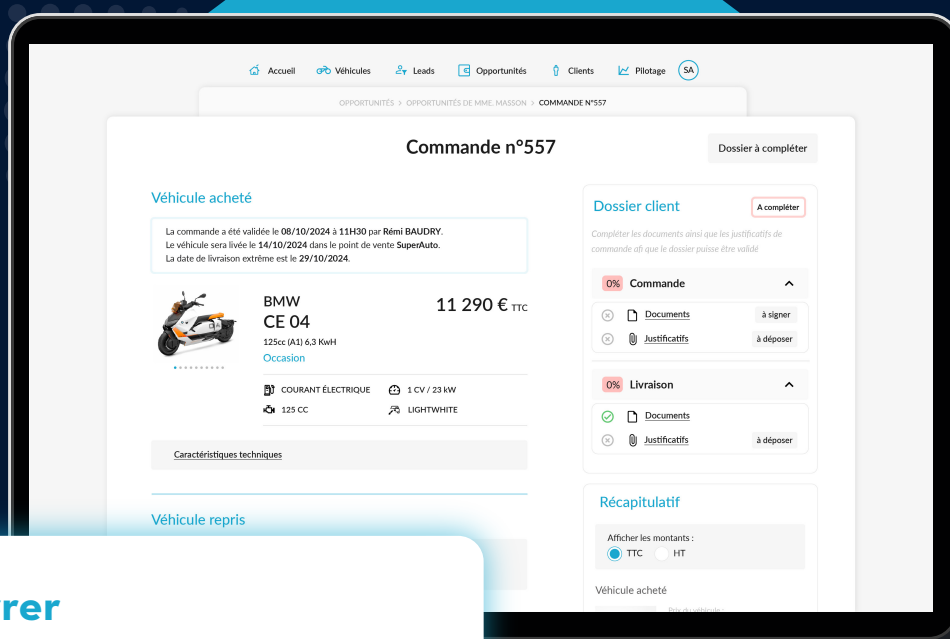 Accueil Véhicules Leads Opportunités Clients Pilotage SA
OPPORTUNITÉS > OPPORTUNITÉS DE MME. MASSON > COMMANDE N°557
Commande n°557
Dossier à compléter
Véhicule acheté
La commande a été validée le 08/10/2024 à 11H30 par Rémi BAUDRY.
Le véhicule sera livée le 14/10/2024 dans le point de vente SuperAuto.
La date de livraison extrême est le 29/10/2024.
BMW
CE 04
125cc (A1) 6,3 KwH
Occasion
11 290 € TTC
COURANT ÉLECTRIQUE 1 CV / 23 kW
125 CC LIGHTWHITE
Caractéristiques techniques
Véhicule repris
Dossier client
A compléter
Compléter les documents ainsi que les justificatifs de
commande afi que le dossier puisse être validé
0% Commande
Documents à signer
Justificatifs à déposer
0% Livraison
Documents
Justificatifs à déposer
Récapitulatif
Afficher les montants :
TTC HT
Véhicule acheté
Prix du véhicule :
rer